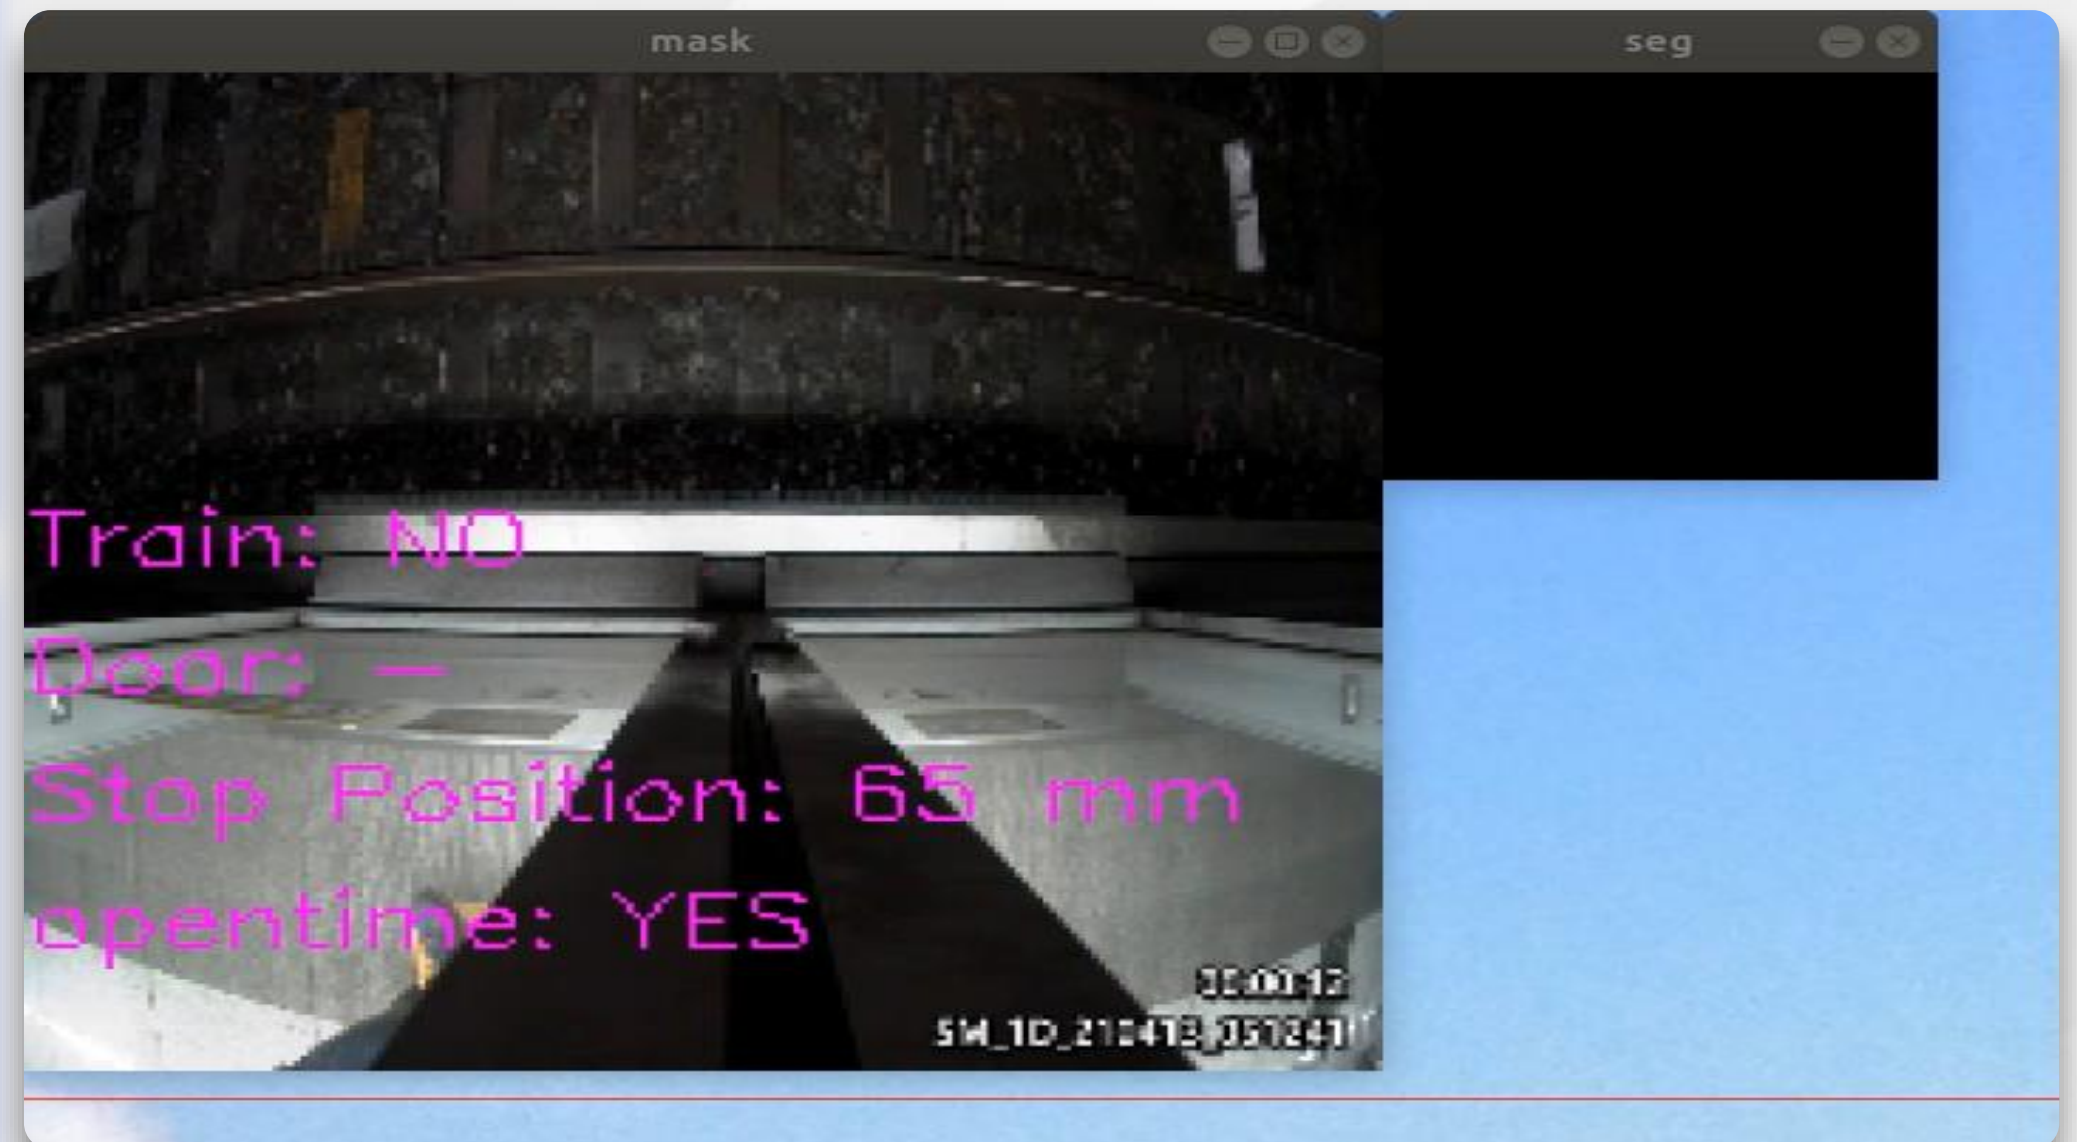 mask
seg
Train: NO
Door: -
Stop Position: 65 mm
opentime: YES